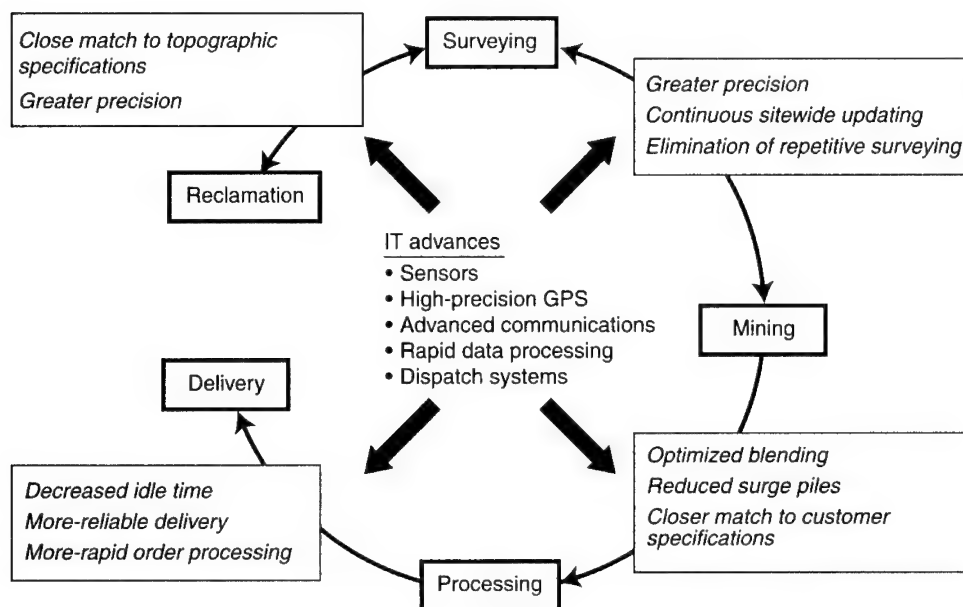 Surveying
Close match to topographic
specifications
Greater precision
Greater precision
Continuous sitewide updating
Elimination of repetitive surveying
Reclamation
IT advances
• Sensors
• High-precision GPS
• Advanced communications
• Rapid data processing
• Dispatch systems
Mining
Delivery
Optimized blending
Reduced surge piles
Closer match to customer
specifications
Decreased idle time
More-reliable delivery
More-rapid order processing
Processing